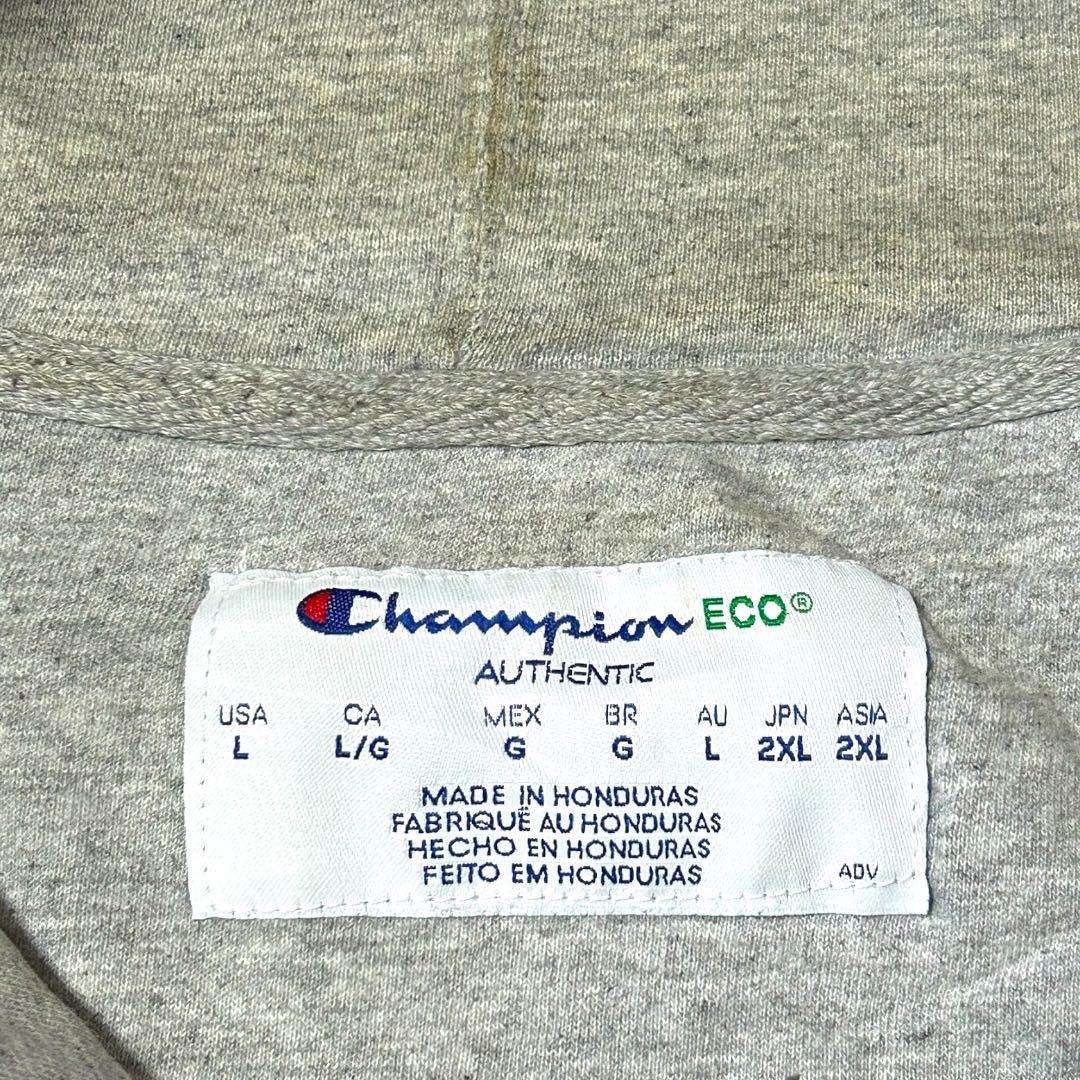 Champion ECO®
AUTHENTIC
USA CA MEX BR AU JPN ASIA
L L/G G G L 2XL 2XL
MADE IN HONDURAS
FABRIQUË AU HONDURAS
HECHO EN HONDURAS
FEITO EM HONDURAS
ADV